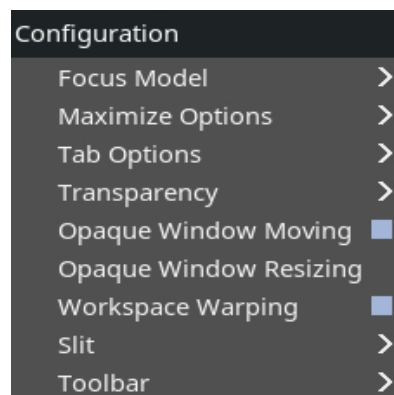 Configuration
Focus Model
Maximize Options
Tab Options
Transparency
Opaque Window Moving
Opaque Window Resizing
Workspace Warping
Slit
Toolbar